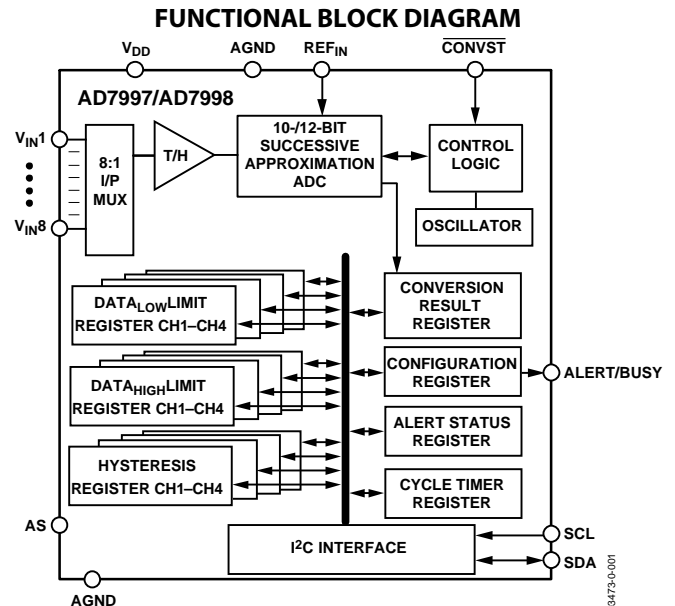 FUNCTIONAL BLOCK DIAGRAM
VDD
AGND
REFIN
CONVST
AD7997/AD7998
VIN1
VIN8
8:1
I/P
MUX
T/H
10-/12-BIT
SUCCESSIVE
APPROXIMATION
ADC
CONTROL
LOGIC
OSCILLATOR
DATALOWLIMIT
REGISTER CH1–CH4
CONVERSION
RESULT
REGISTER
DATAHIGHLIMIT
REGISTER CH1–CH4
CONFIGURATION
REGISTER
ALERT/BUSY
ALERT STATUS
REGISTER
HYSTERESIS
REGISTER CH1–CH4
CYCLE TIMER
REGISTER
AS
I2C INTERFACE
SCL
SDA
AGND
3473-0-001